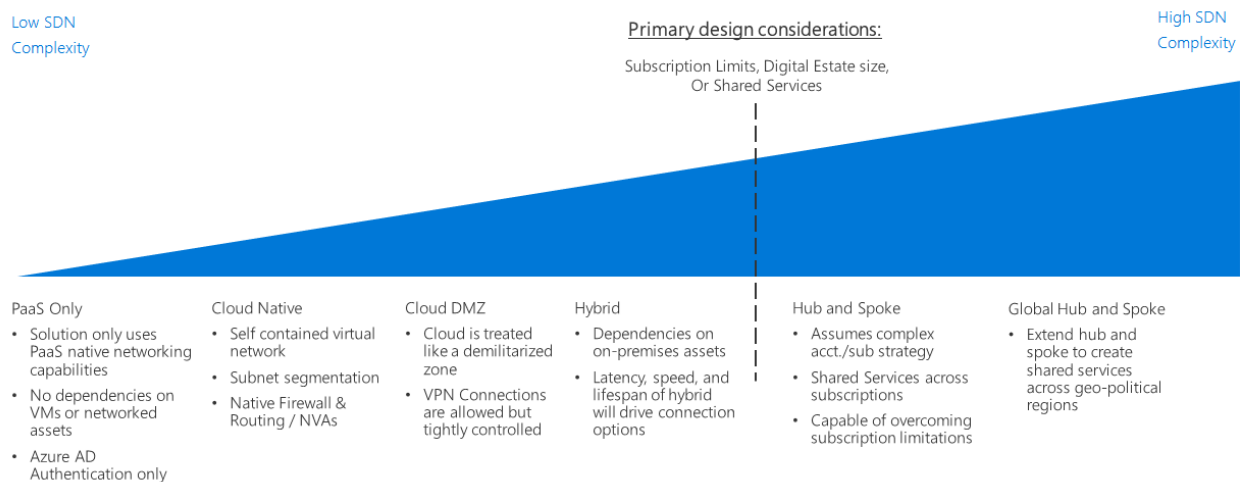 Low SDN
Complexity
Primary design considerations:
Subscription Limits, Digital Estate size,
Or Shared Services
High SDN
Complexity
PaaS Only
• Solution only uses
PaaS native networking
capabilities
• No dependencies on
VMs or networked
assets
• Azure AD
Authentication only
Cloud Native
• Self contained virtual
network
• Subnet segmentation
• Native Firewall &
Routing / NVAs
Cloud DMZ
• Cloud is treated
like a demilitarized
zone
• VPN Connections
are allowed but
tightly controlled
Hybrid
• Dependencies on
on-premises assets
• Latency, speed, and
lifespan of hybrid
will drive connection
options
Hub and Spoke
• Assumes complex
acct./sub strategy
• Shared Services across
subscriptions
• Capable of overcoming
subscription limitations
Global Hub and Spoke
• Extend hub and
spoke to create
shared services
across geo-political
regions